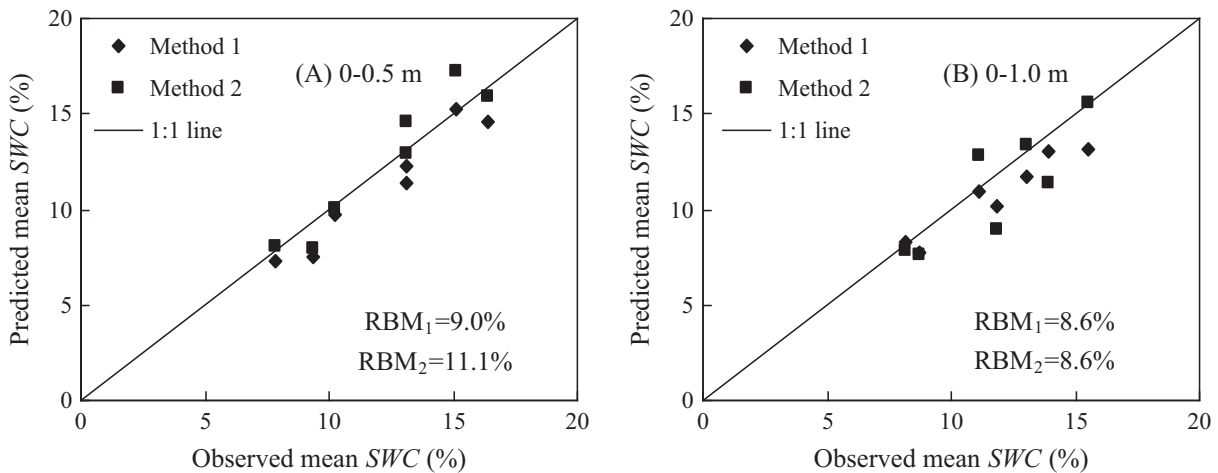 20
15
10
5
0
Predicted mean SWC (%)
Method 1
Method 2
1:1 line
(A) 0-0.5 m
RBM₁=9.0%
RBM₂=11.1%
0 5 10 15 20
Observed mean SWC (%)
20
15
10
5
0
Predicted mean SWC (%)
Method 1
Method 2
1:1 line
(B) 0-1.0 m
RBM₁=8.6%
RBM₂=8.6%
0 5 10 15 20
Observed mean SWC (%)